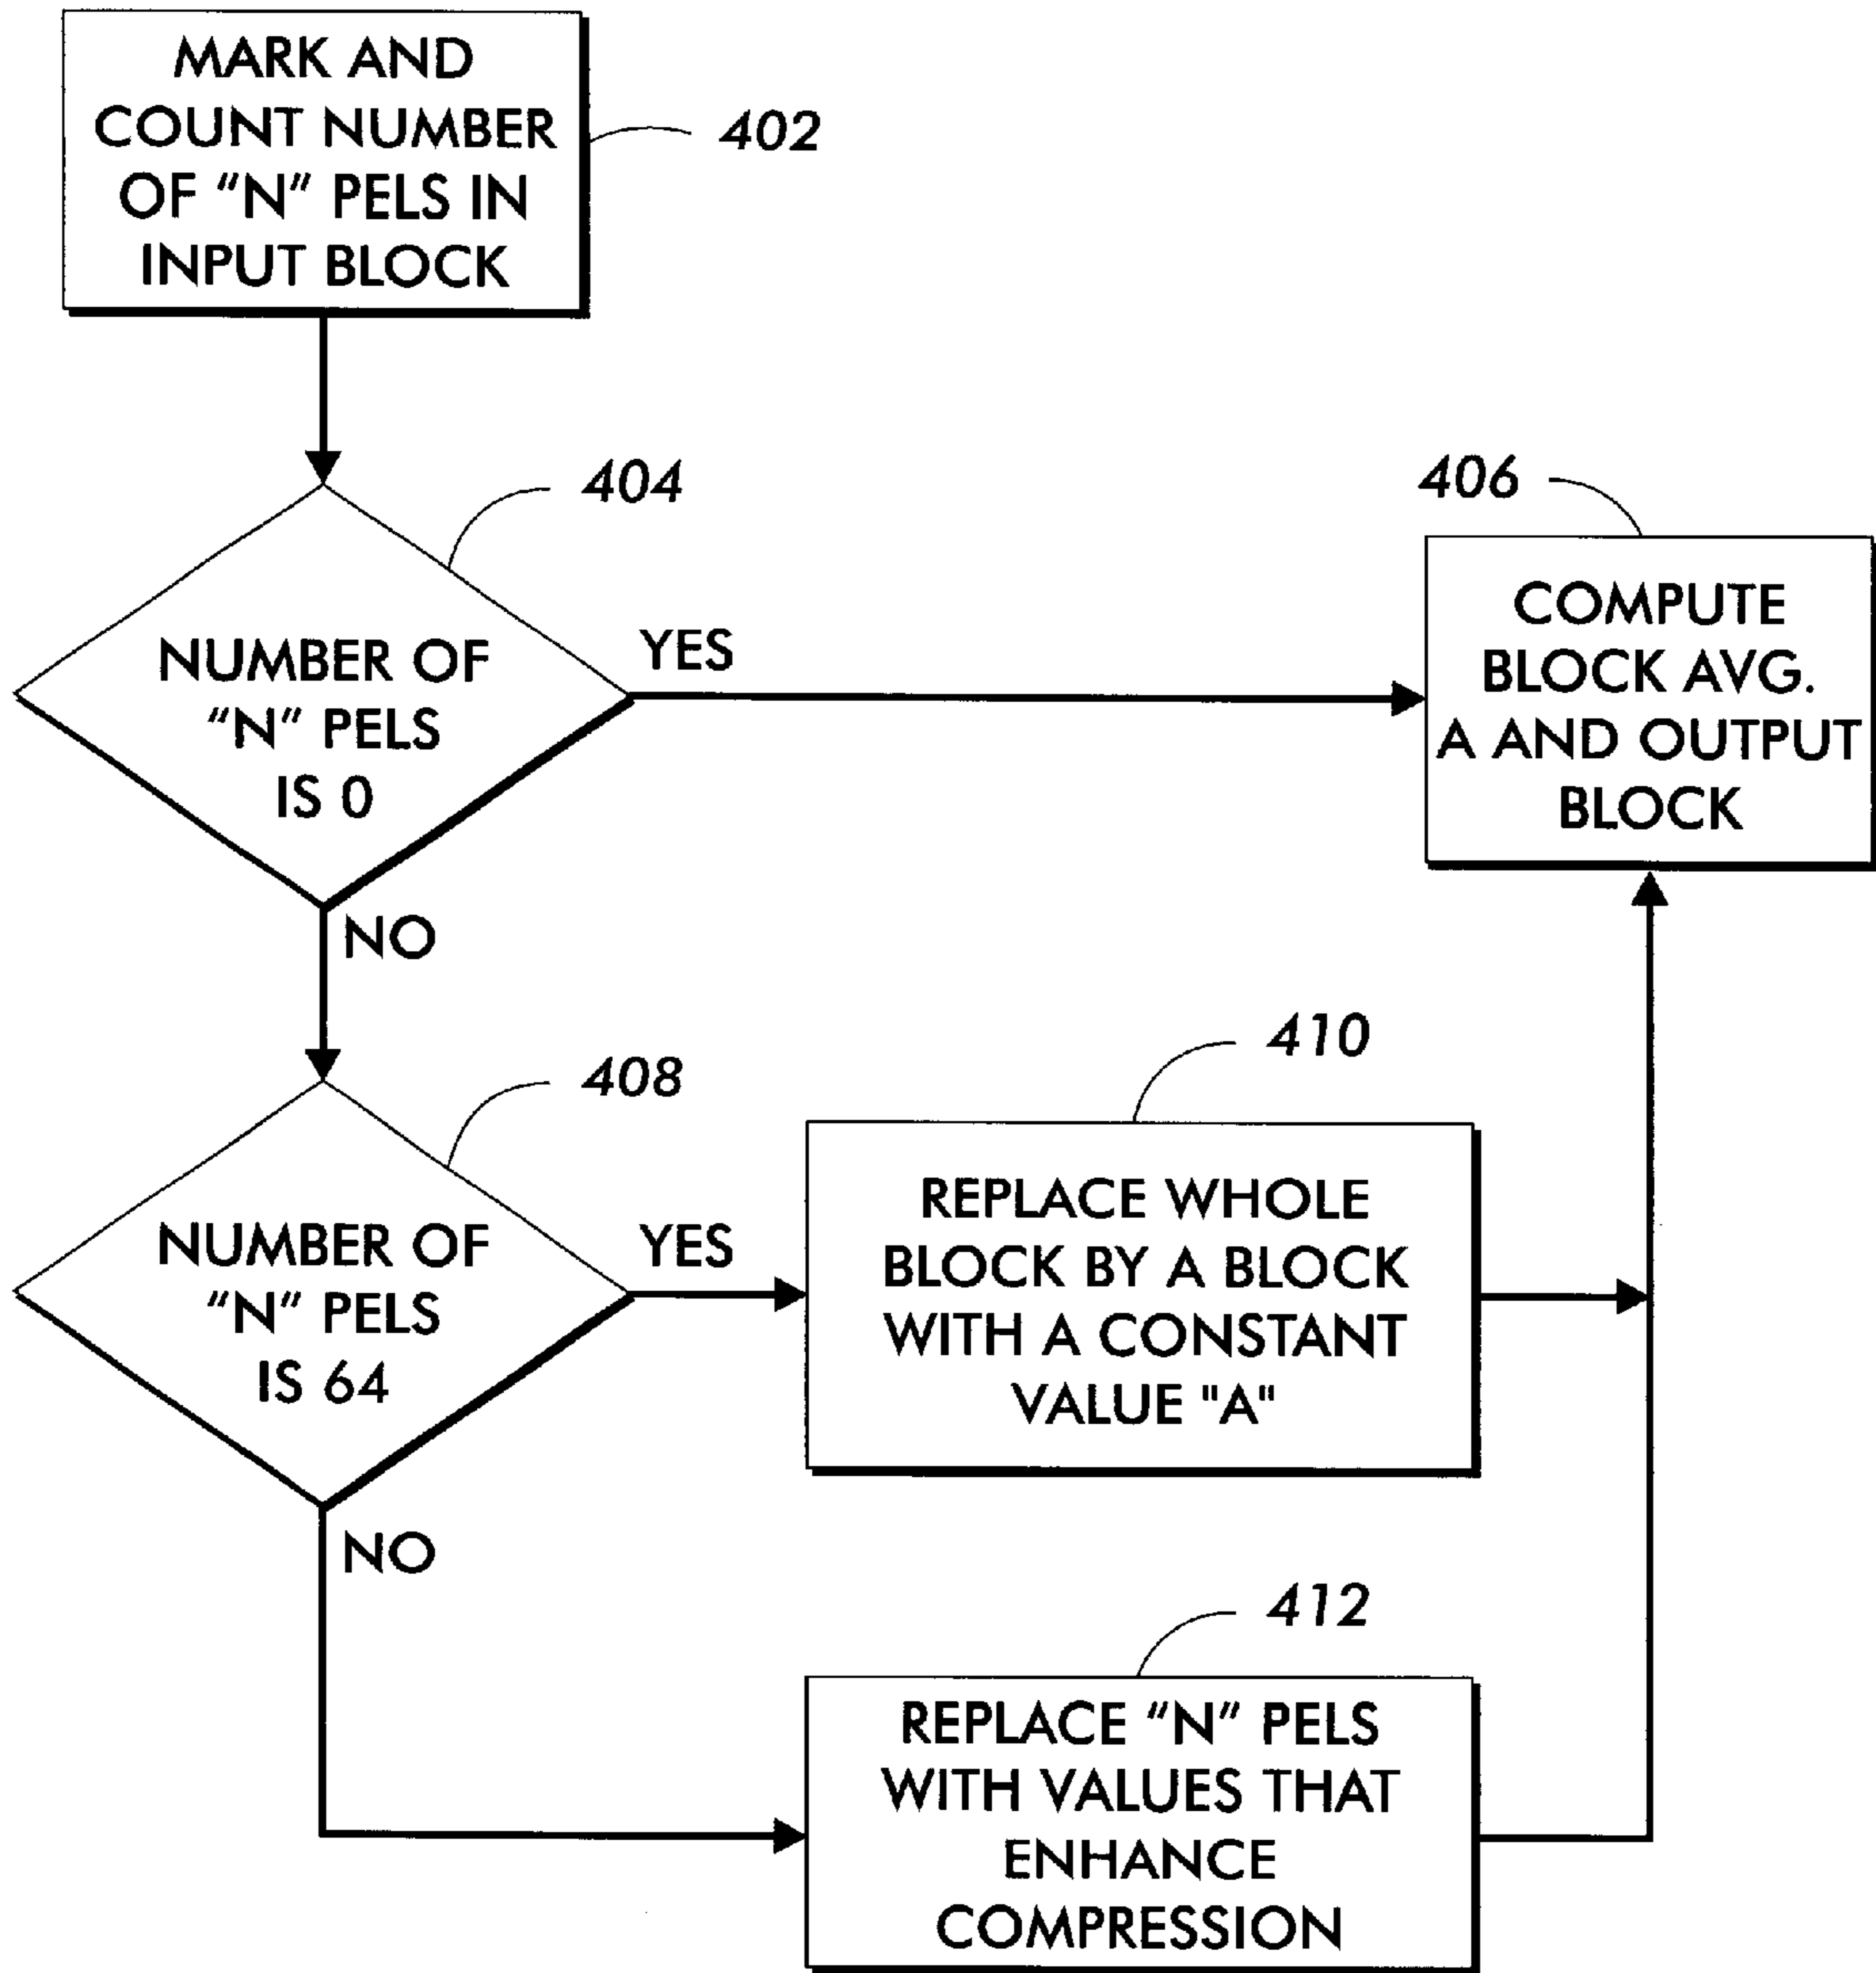 MARK AND
COUNT NUMBER
OF "N" PELS IN
INPUT BLOCK
402
404
NUMBER OF
"N" PELS
IS 0
YES
NO
406
COMPUTE
BLOCK AVG.
A AND OUTPUT
BLOCK
408
NUMBER OF
"N" PELS
IS 64
YES
NO
410
REPLACE WHOLE
BLOCK BY A BLOCK
WITH A CONSTANT
VALUE "A"
412
REPLACE "N" PELS
WITH VALUES THAT
ENHANCE
COMPRESSION